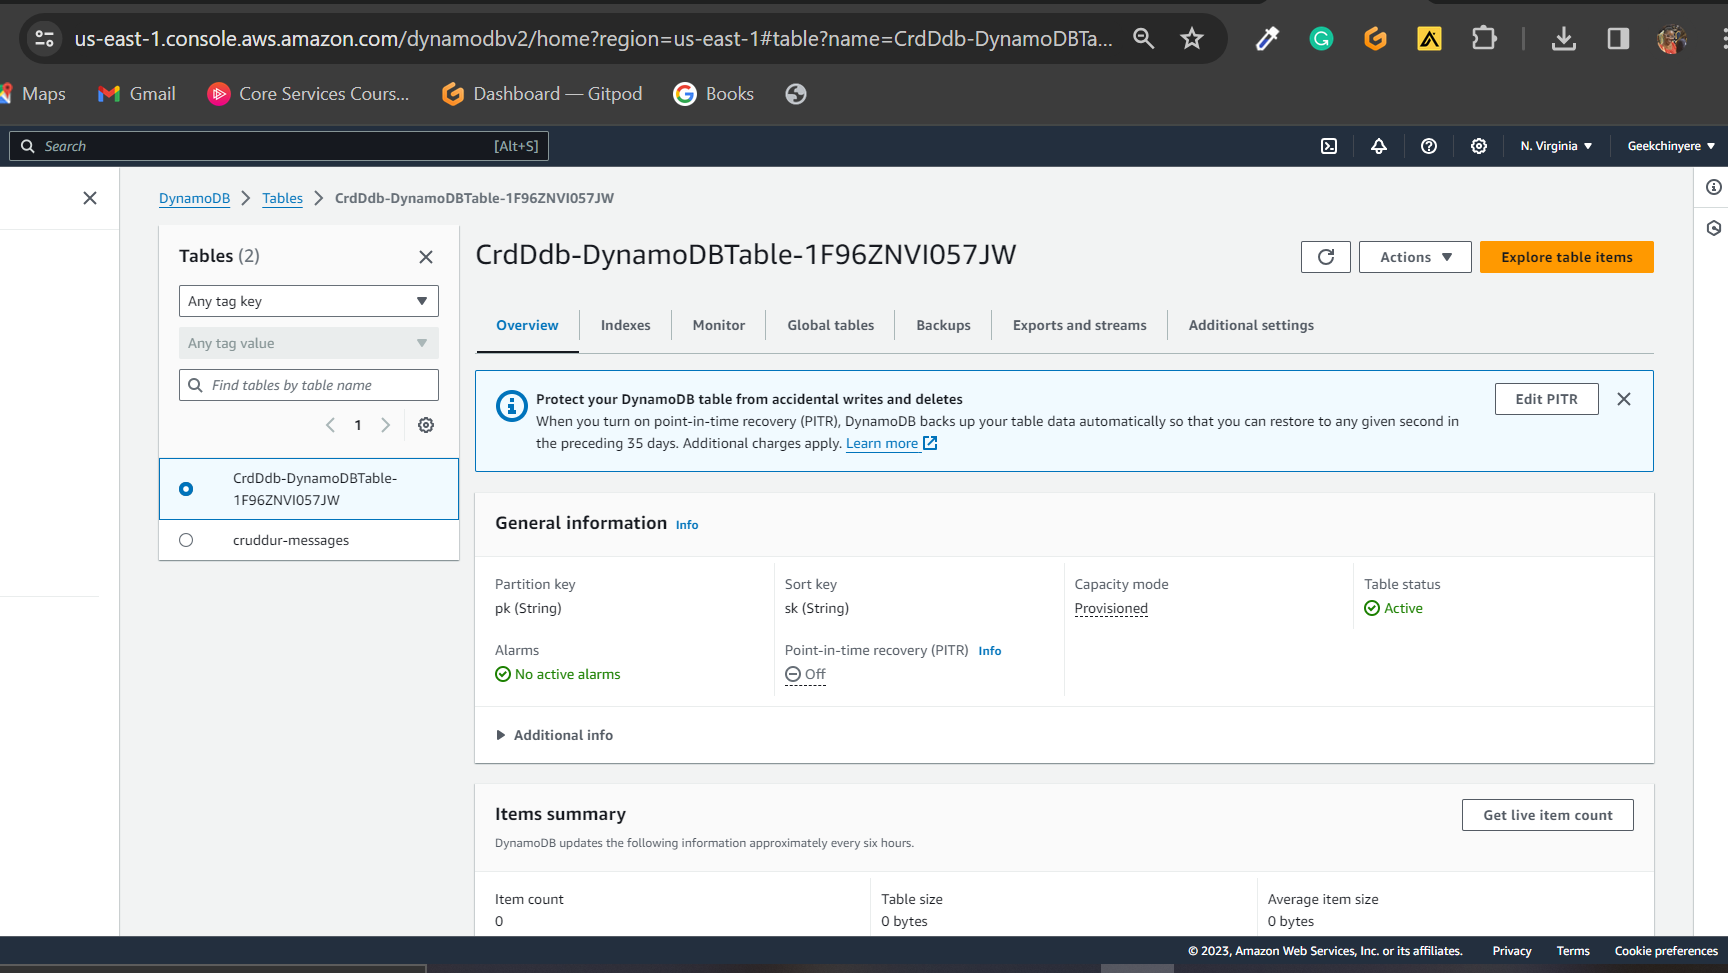 us-east-1.console.aws.amazon.com/dynamodbv2/home?region=us-east-1#table?name=CrdDdb-DynamoDBTa...
Maps
Gmail
Core Services Cours...
Dashboard — Gitpod
Books
Search
[Alt+S]
N. Virginia
Geekchinyere
DynamoDB
Tables
CrdDdb-DynamoDBTable-1F96ZNVI057JW
Tables (2)
Any tag key
Any tag value
Find tables by table name
1
CrdDdb-DynamoDBTable-
1F96ZNVI057JW
cruddur-messages
CrdDdb-DynamoDBTable-1F96ZNVI057JW
Actions
Explore table items
Overview
Indexes
Monitor
Global tables
Backups
Exports and streams
Additional settings
Protect your DynamoDB table from accidental writes and deletes
When you turn on point-in-time recovery (PITR), DynamoDB backs up your table data automatically so that you can restore to any given second in
the preceding 35 days. Additional charges apply. Learn more
Edit PITR
General information Info
Partition key
pk (String)
Sort key
sk (String)
Capacity mode
Provisioned
Table status
Active
Alarms
No active alarms
Point-in-time recovery (PITR) Info
Off
Additional info
Items summary
DynamoDB updates the following information approximately every six hours.
Get live item count
Item count
0
Table size
0 bytes
Average item size
0 bytes
© 2023, Amazon Web Services, Inc. or its affiliates.
Privacy
Terms
Cookie preferences